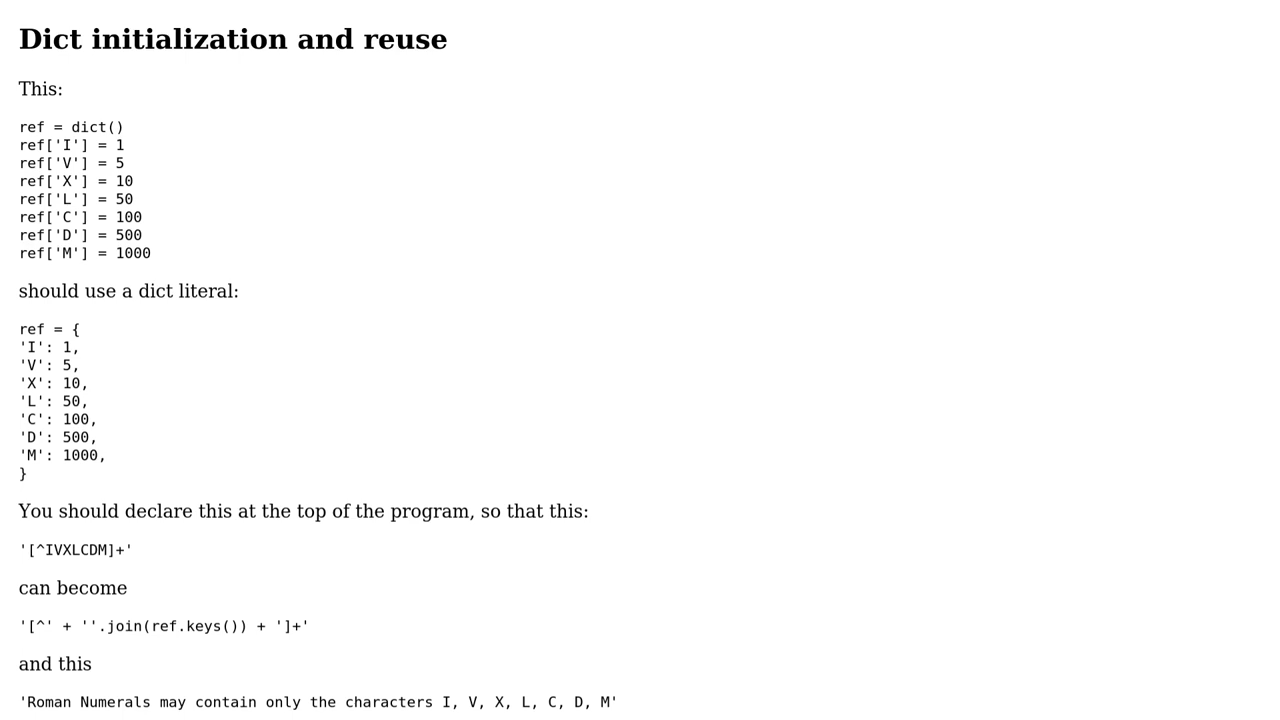 Dict initialization and reuse
This:
ref = dict()
ref['I'] = 1
ref['V'] = 5
ref['X'] = 10
ref['L'] = 50
ref['C'] = 100
ref['D'] = 500
ref['M'] = 1000
should use a dict literal:
ref = {
'I': 1,
'V': 5,
'X': 10,
'L': 50,
'C': 100,
'D': 500,
'M': 1000,
}
You should declare this at the top of the program, so that this:
'[^IVXLCDM]+'
can become
'[^' + ''.join(ref.keys()) + ']+'
and this
'Roman Numerals may contain only the characters I, V, X, L, C, D, M'